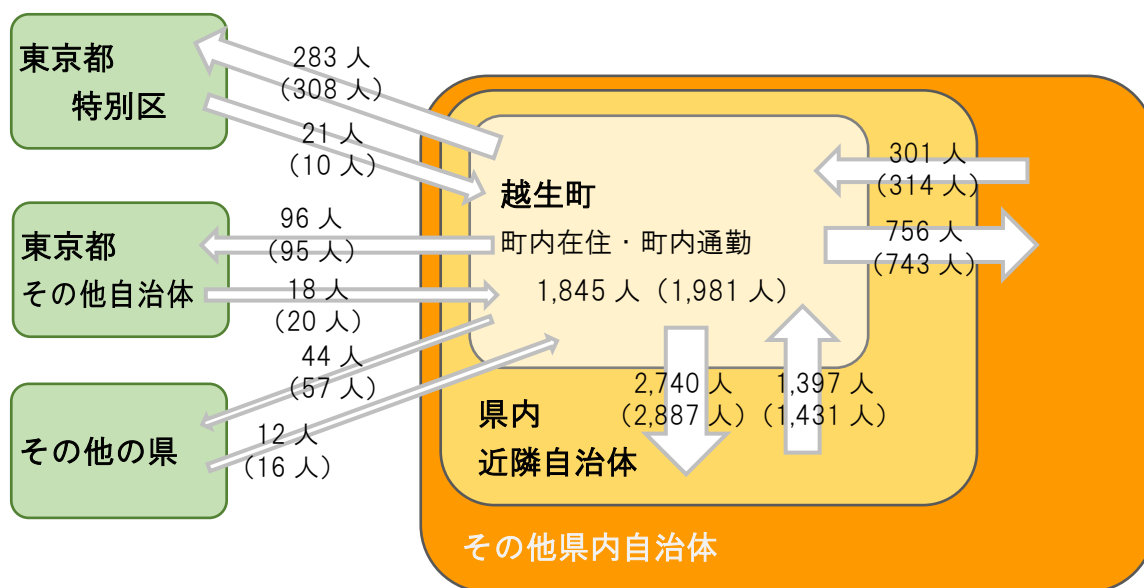 東京都
特別区
283 人
(308 人)
21 人
(10 人)
東京都
その他自治体
96 人
(95 人)
18 人
(20 人)
その他の県
44 人
(57 人)
12 人
(16 人)
越生町
町内在住・町内通勤
1,845 人 (1,981 人)
301 人
(314 人)
756 人
(743 人)
2,740 人
(2,887 人)
1,397 人
(1,431 人)
県内
近隣自治体
その他県内自治体